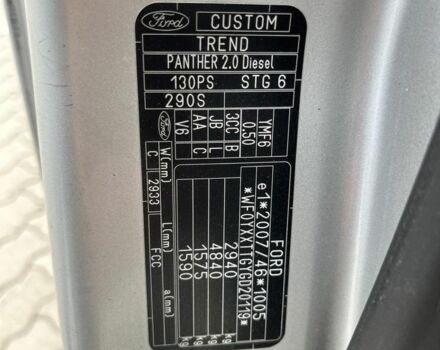 Ford CUSTOM
TREND
PANTHER 2.0 Diesel
130PS STG 6
290S
FORD
e1*2007/46*1005
*WF0YXXTTGYGD20119*
2940 kg
4840 kg
1575 kg
1590 kg
YMF6
0.50
3CC B
JB L
AA C
V6
Ford
W(mm) L(mm) a(mm)
C 2933 FCC